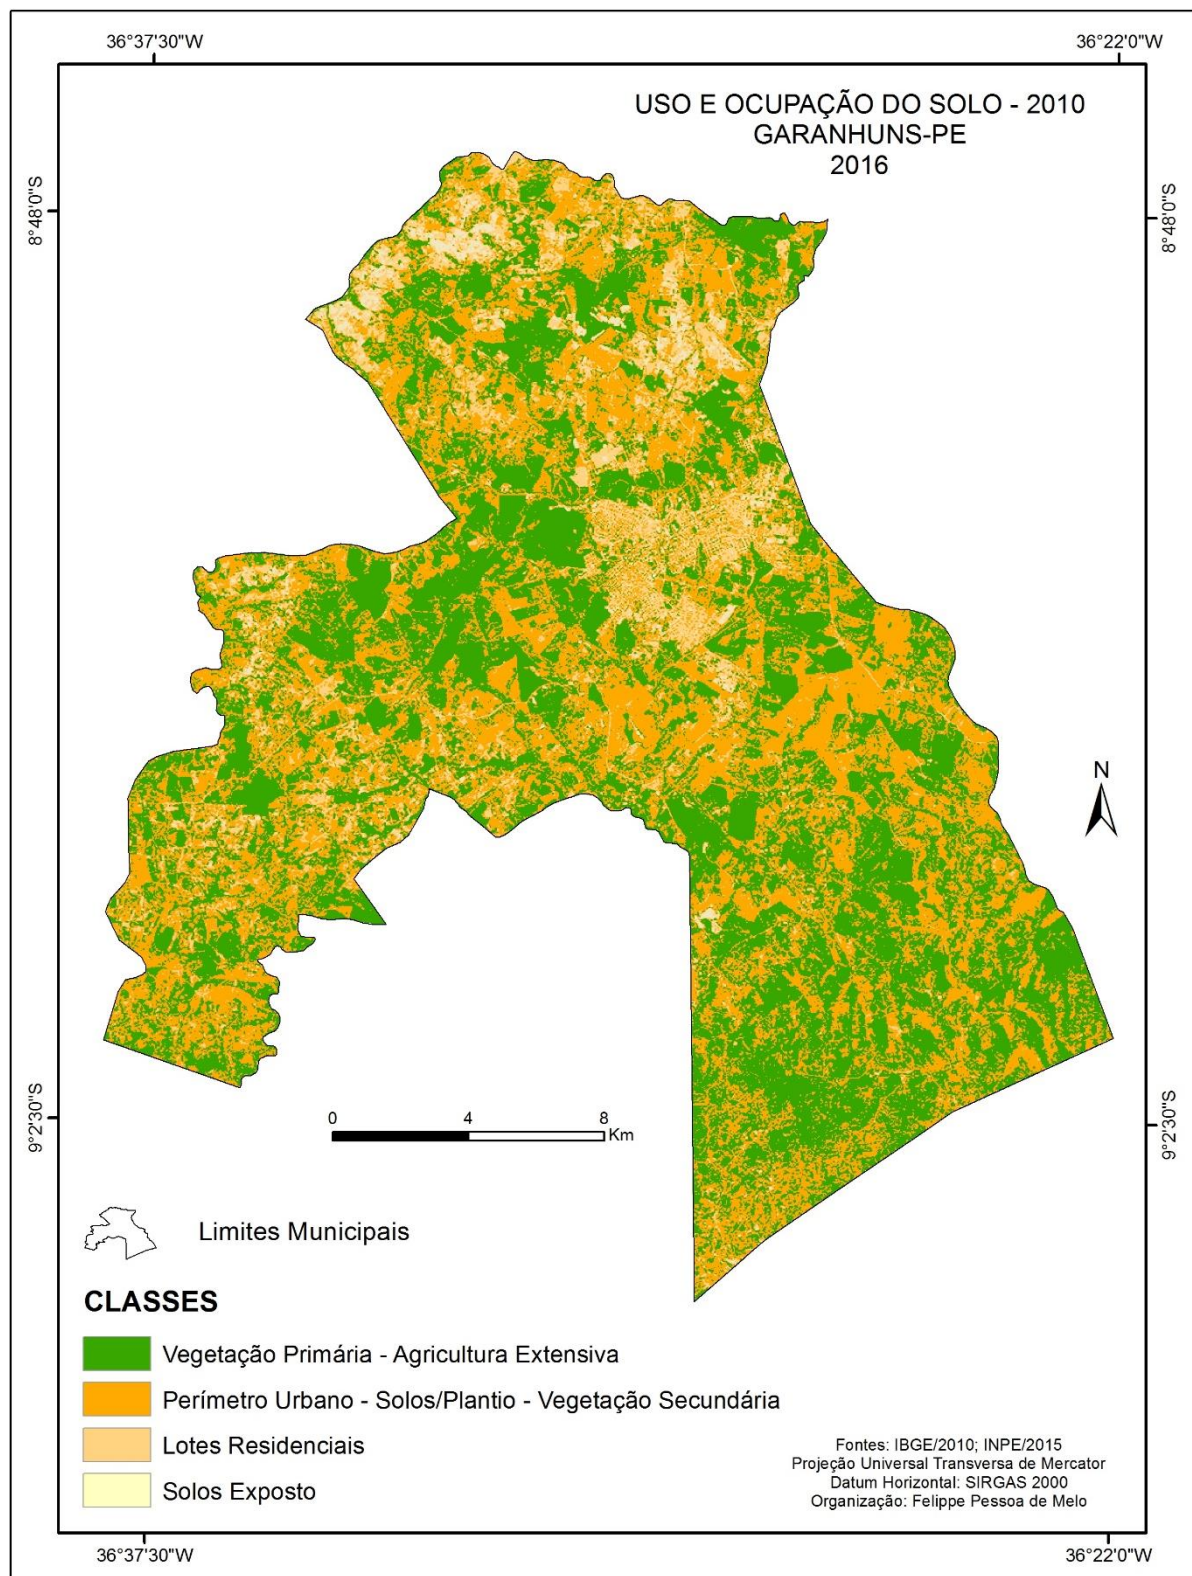 36°37'30"W
36°22'0"W
USO E OCUPAÇÃO DO SOLO - 2010
GARANHUNS-PE
2016
8°48'0"S
8°48'0"S
N
9°2'30"S
9°2'30"S
0 4 8
Km
Limites Municipais
CLASSES
Vegetação Primária - Agricultura Extensiva
Perímetro Urbano - Solos/Plantio - Vegetação Secundária
Lotes Residenciais
Solos Exposto
Fontes: IBGE/2010; INPE/2015
Projeção Universal Transversa de Mercator
Datum Horizontal: SIRGAS 2000
Organização: Felippe Pessoa de Melo
36°37'30"W
36°22'0"W